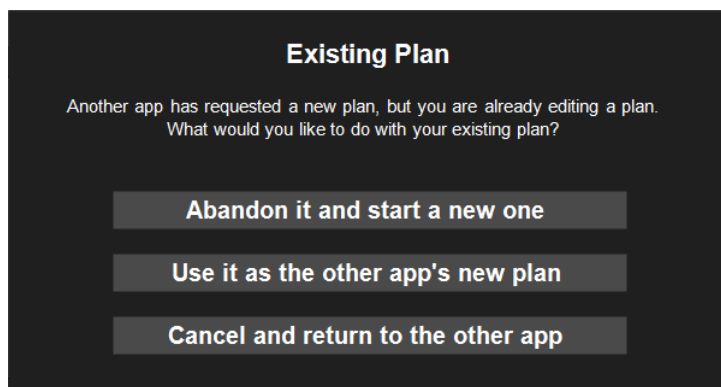 Existing Plan
Another app has requested a new plan, but you are already editing a plan.
What would you like to do with your existing plan?
Abandon it and start a new one
Use it as the other app's new plan
Cancel and return to the other app